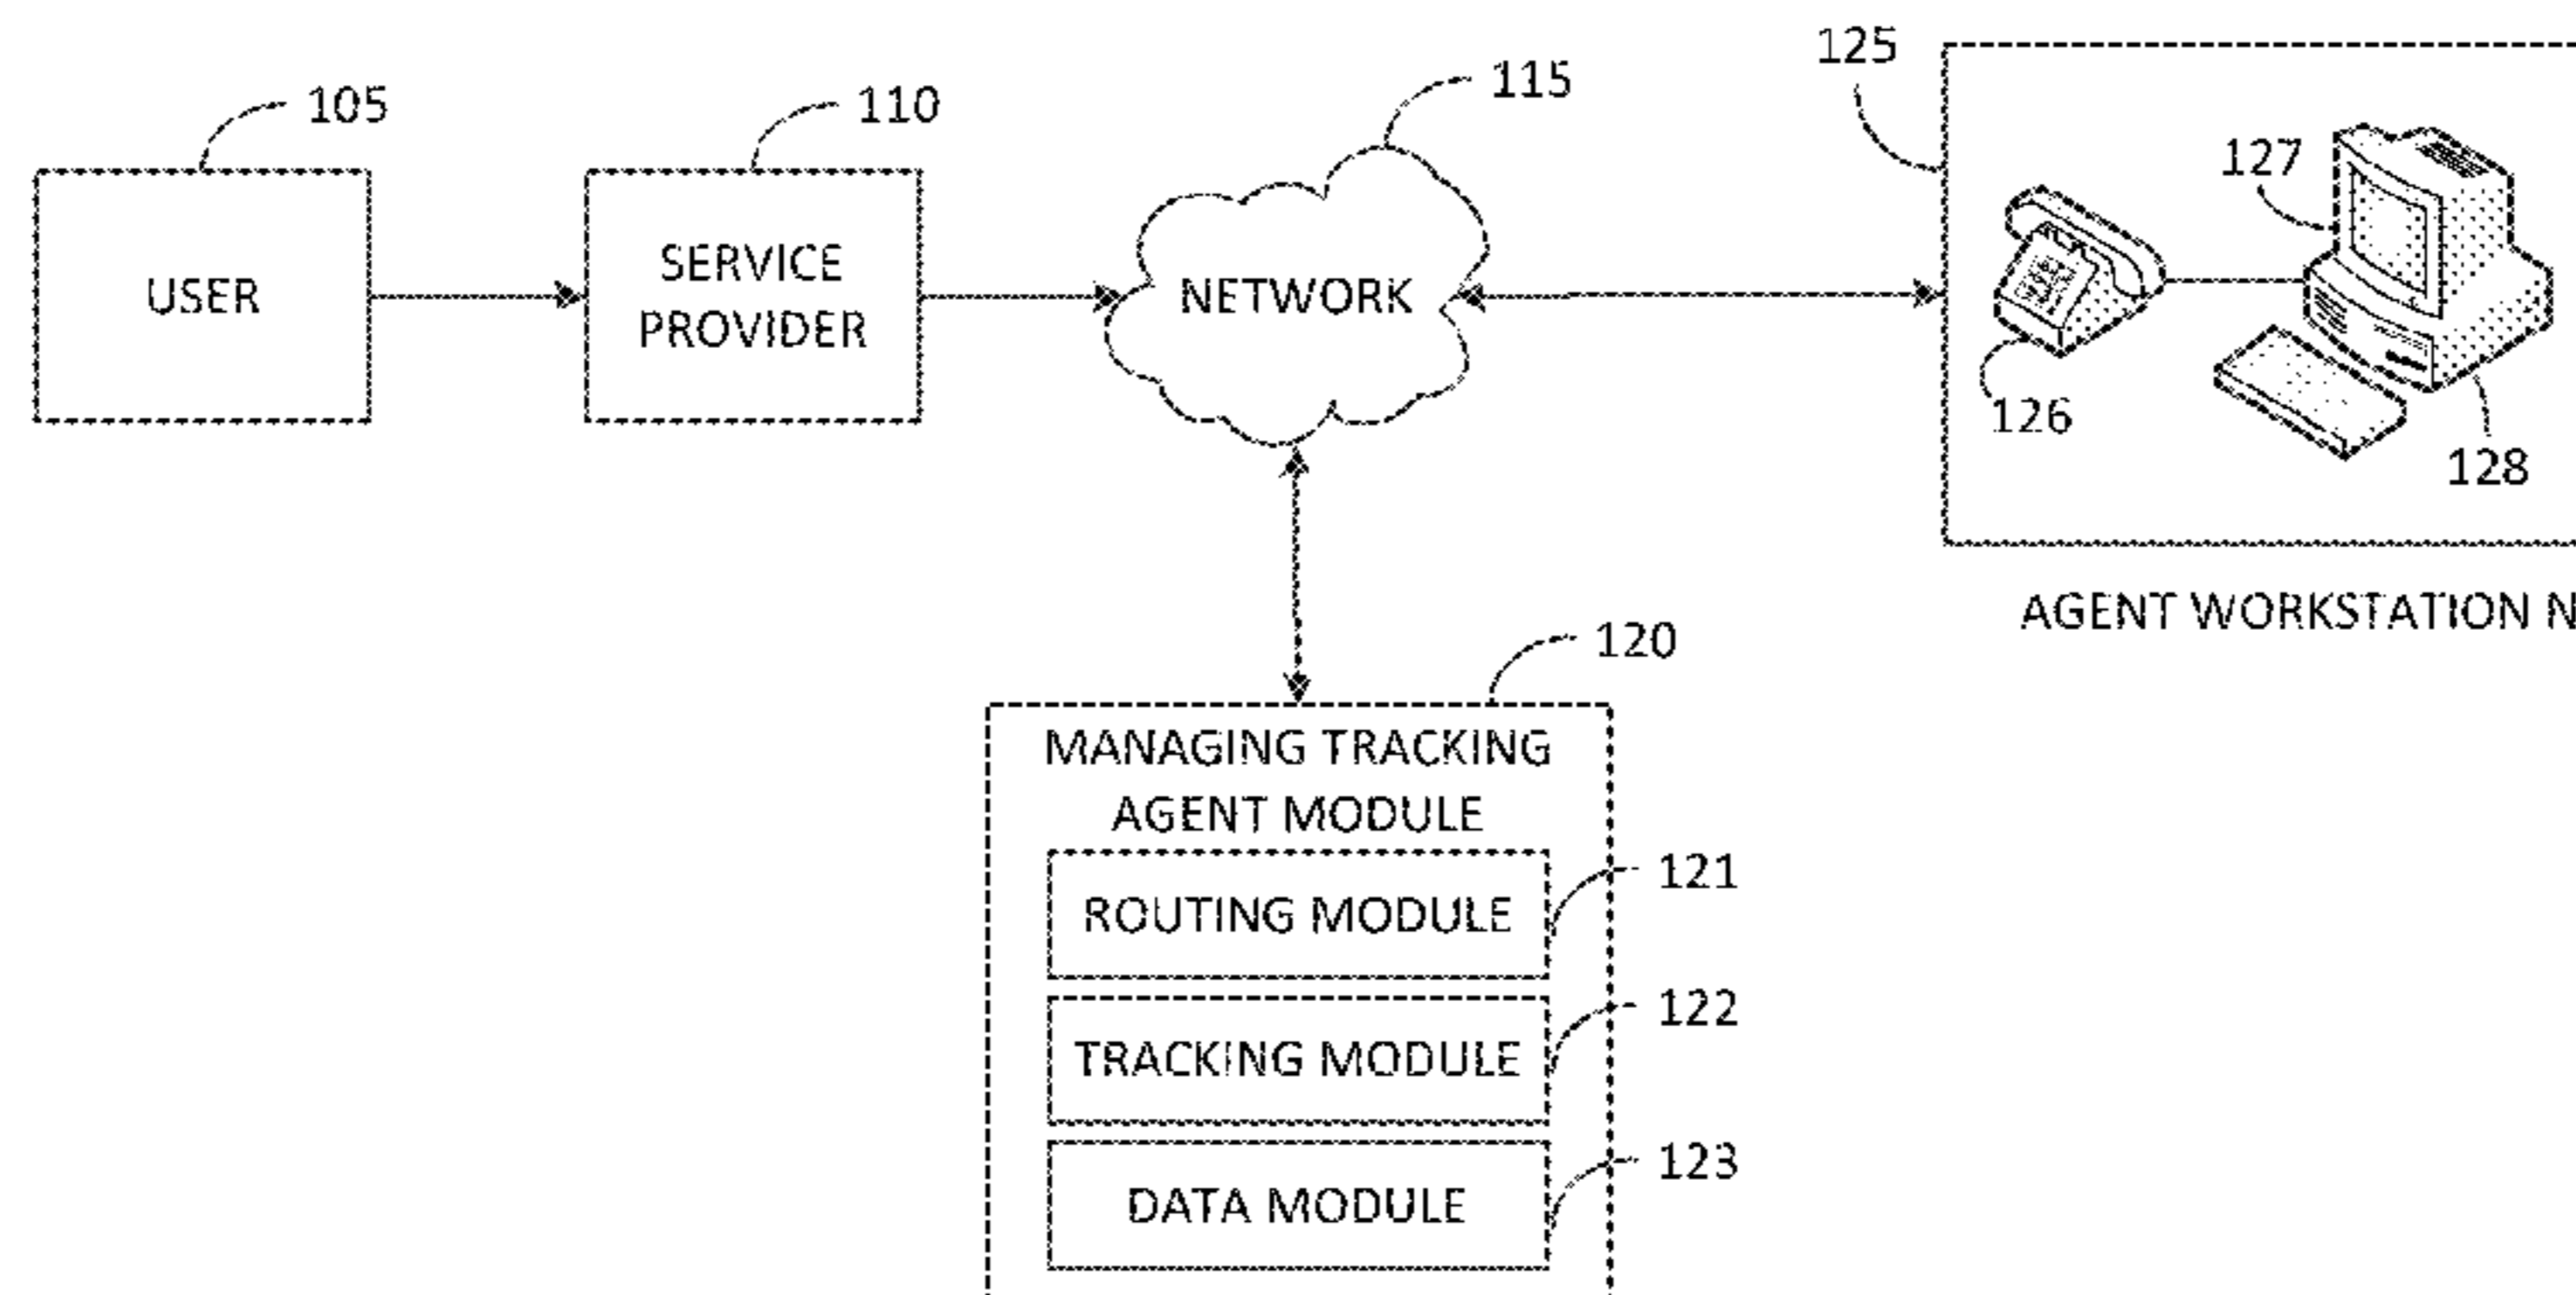 105
110
115
125
127
USER
SERVICE
PROVIDER
NETWORK
126
128
AGENT WORKSTATION N
120
MANAGING TRACKING
AGENT MODULE
121
ROUTING MODULE
122
TRACKING MODULE
123
DATA MODULE